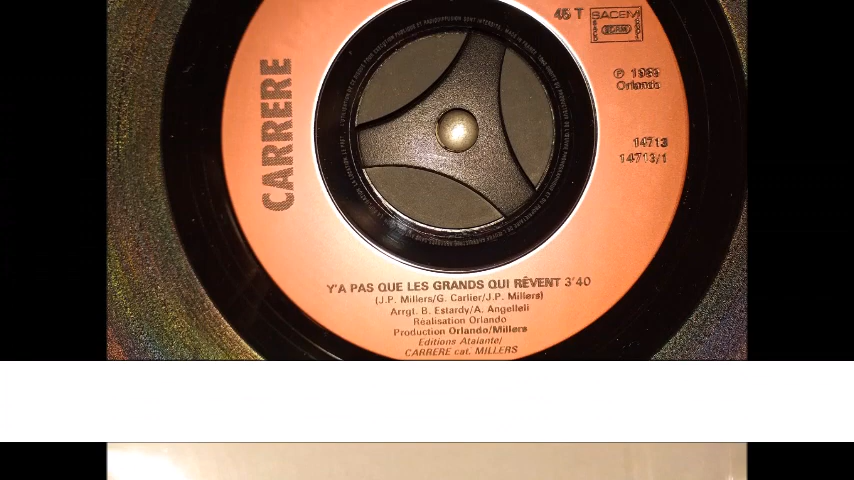 45 T
SACEM
SDRM
CARRERE
℗ 1989
Orlando
14713
14713/1
Y'A PAS QUE LES GRANDS QUI RÊVENT 3'40
(J.P. Millers/G. Carlier/J.P. Millers)
Arrgt. B. Estardy/A. Angelleli
Réalisation Orlando
Production Orlando/Millers
Editions Atalante/
CARRERE cat. MILLERS